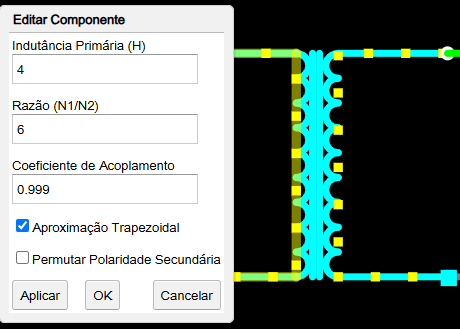 Editar Componente
Indutância Primária (H)
4
Razão (N1/N2)
6
Coeficiente de Acoplamento
0.999
Aproximação Trapezoidal
Permutar Polaridade Secundária
Aplicar OK Cancelar